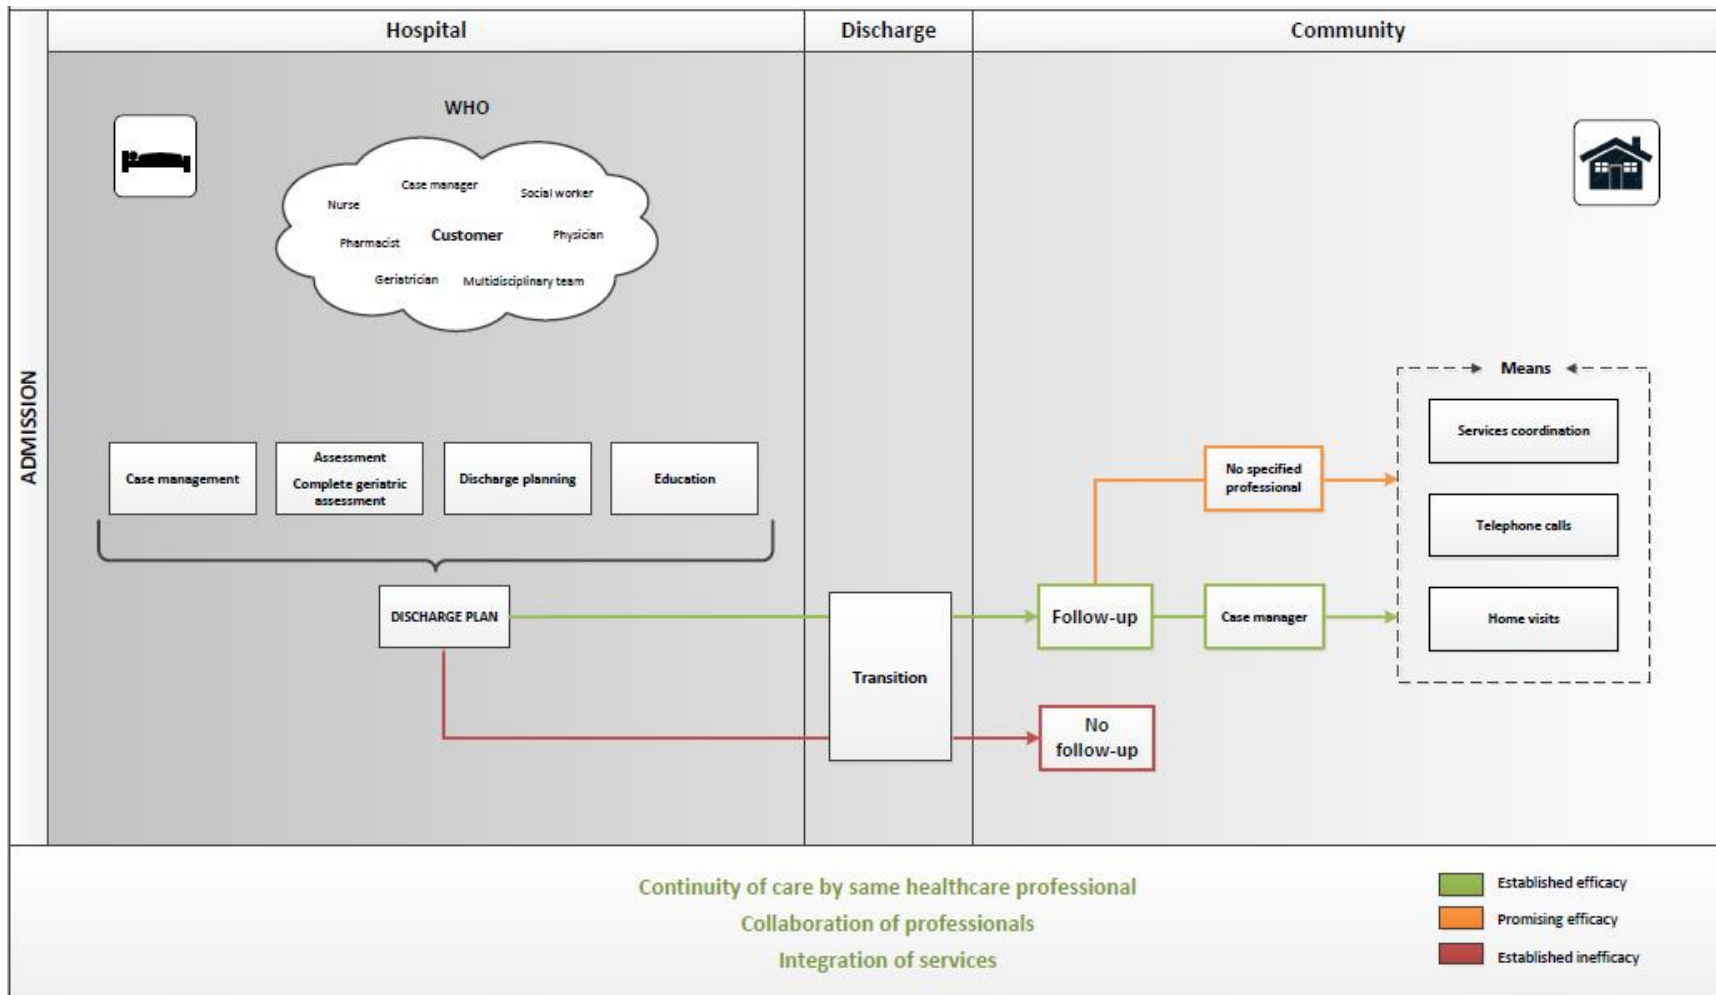 Hospital
Discharge
Community
ADMISSION
WHO
Case manager
Social worker
Nurse
Pharmacist
Customer
Physician
Geriatrician
Multidisciplinary team
Case management
Assessment
Complete geriatric
assessment
Discharge planning
Education
DISCHARGE PLAN
Transition
Follow-up
No
follow-up
No specified
professional
Case manager
Means
Services coordination
Telephone calls
Home visits
Continuity of care by same healthcare professional
Collaboration of professionals
Integration of services
Established efficacy
Promising efficacy
Established inefficacy